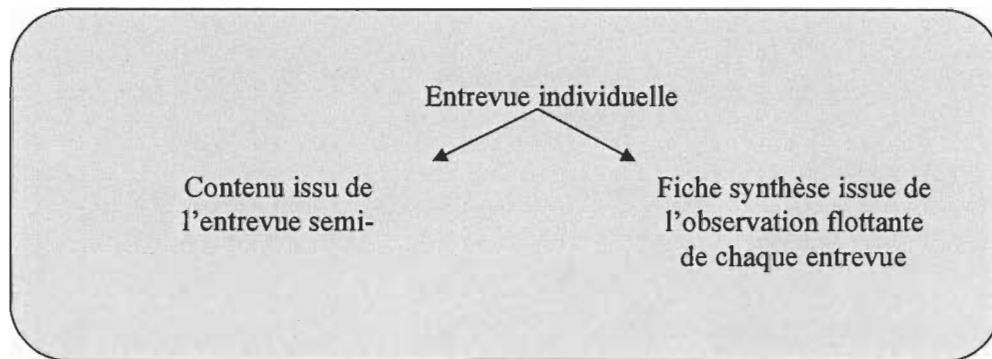 Entrevue individuelle
Contenu issu de
l'entrevue semi-
Fiche synthèse issue de
l'observation flottante
de chaque entrevue